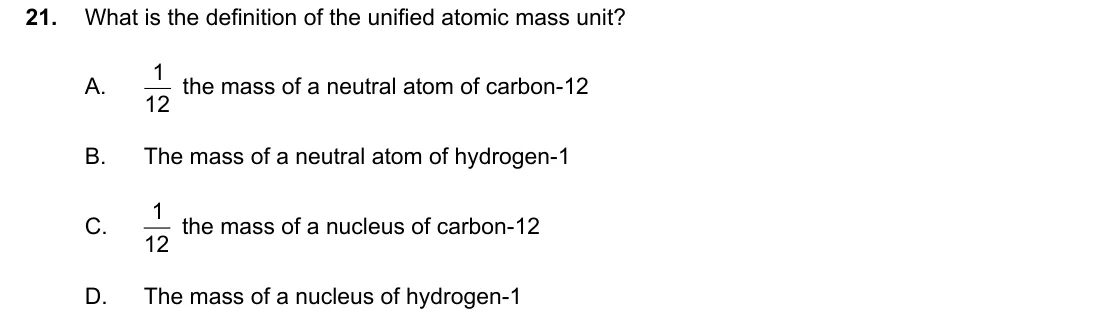 21. What is the definition of the unified atomic mass unit?
A. 1/12 the mass of a neutral atom of carbon-12
B. The mass of a neutral atom of hydrogen-1
C. 1/12 the mass of a nucleus of carbon-12
D. The mass of a nucleus of hydrogen-1